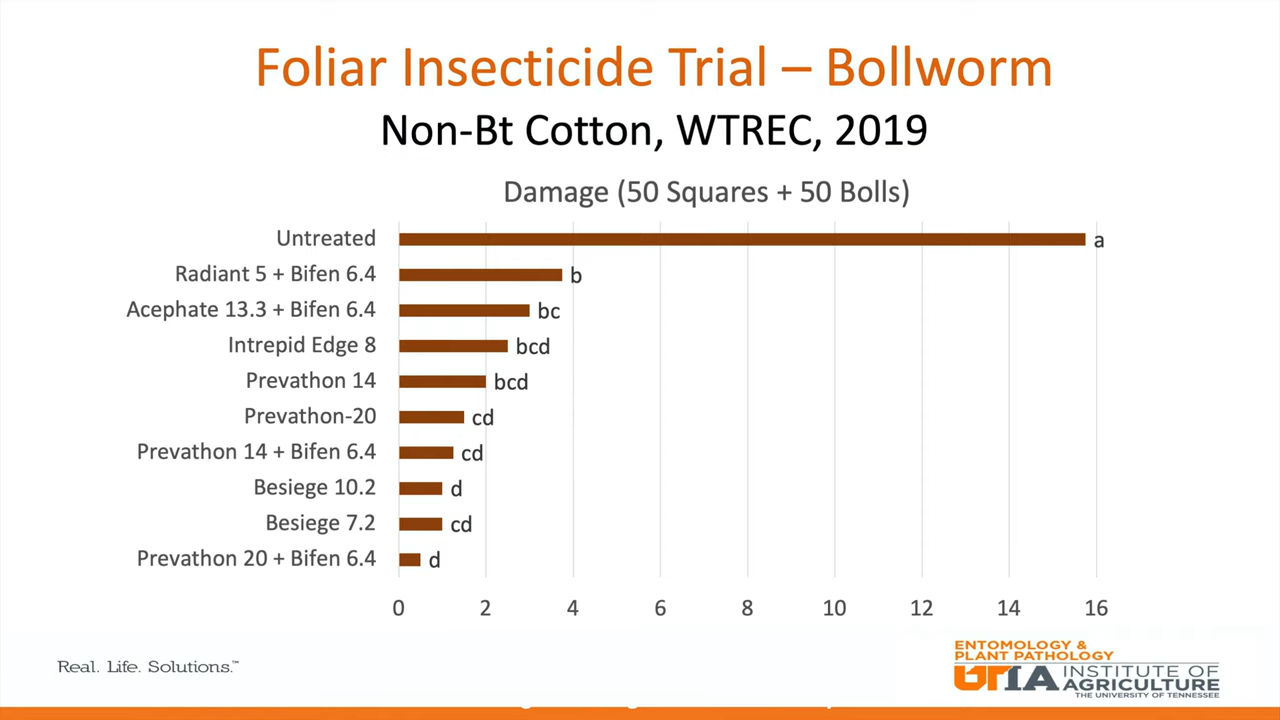 Foliar Insecticide Trial – Bollworm
Non-Bt Cotton, WTREC, 2019
Damage (50 Squares + 50 Bolls)
Untreated a
Radiant 5 + Bifen 6.4 b
Acephate 13.3 + Bifen 6.4 bc
Intrepid Edge 8 bcd
Prevathon 14 bcd
Prevathon-20 cd
Prevathon 14 + Bifen 6.4 cd
Besiege 10.2 d
Besiege 7.2 cd
Prevathon 20 + Bifen 6.4 d
0 2 4 6 8 10 12 14 16
Real. Life. Solutions.™
ENTOMOLOGY &
PLANT PATHOLOGY
UTIA INSTITUTE OF
AGRICULTURE
THE UNIVERSITY OF TENNESSEE